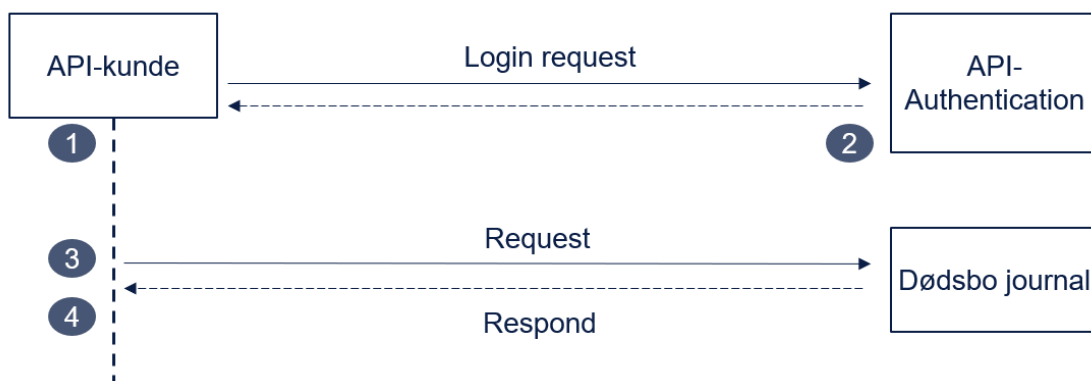 API-kunde
Login request
API-
Authentication
1
2
Request
3
Dødsbo journal
4
Respond